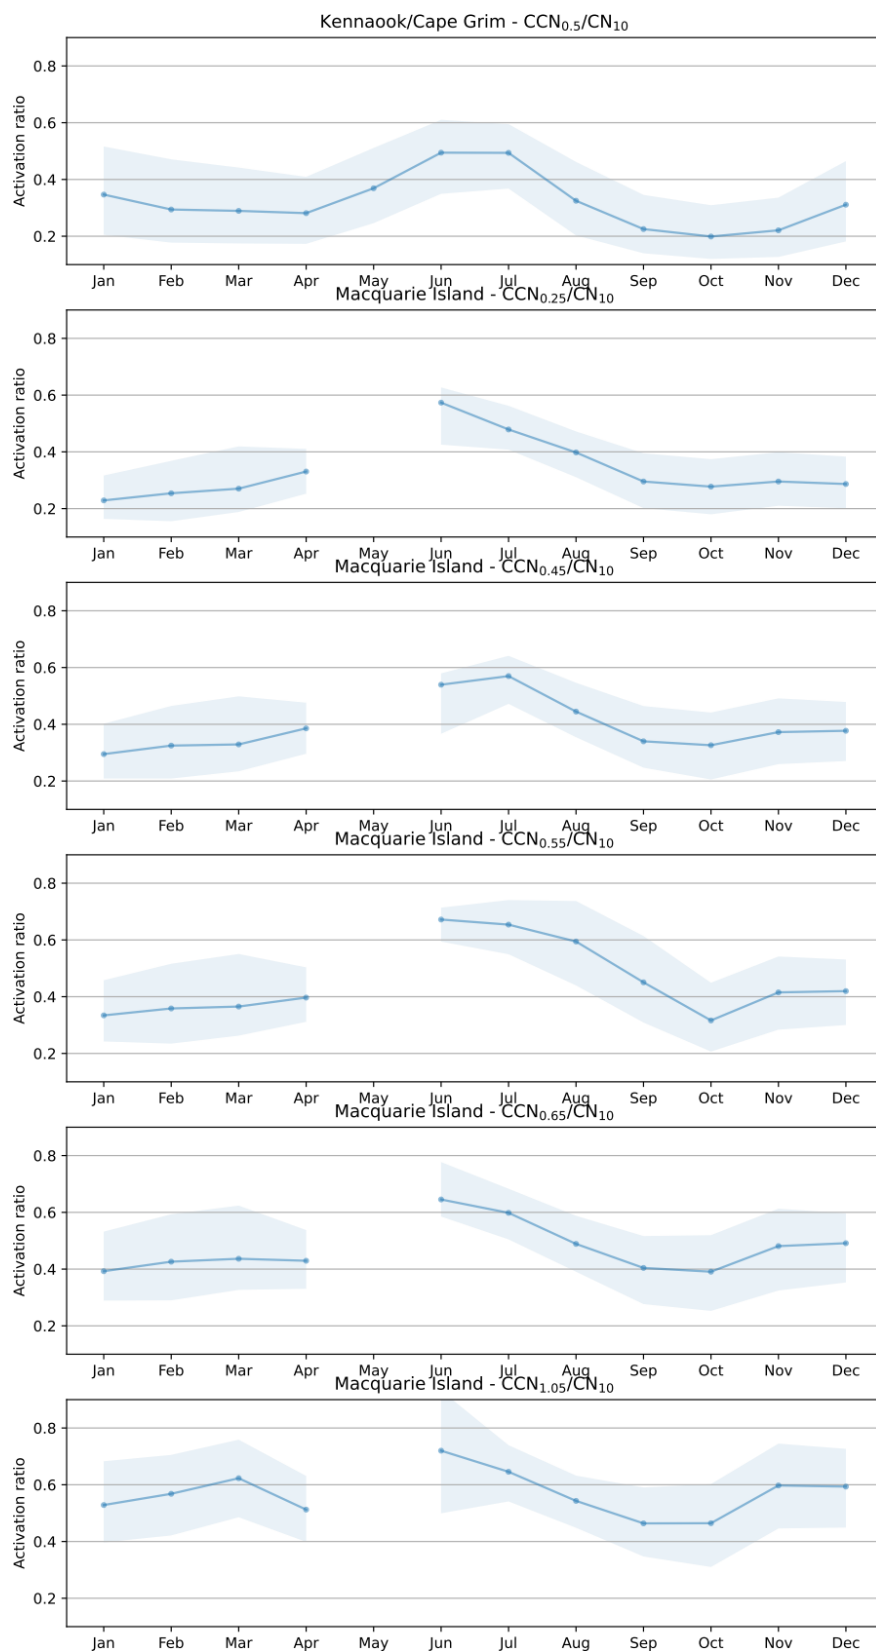 Kennaook/Cape Grim - CCN₀.₅/CN₁₀
Activation ratio
0.8
0.6
0.4
0.2
Jan Feb Mar Apr May Jun Jul Aug Sep Oct Nov Dec
Macquarie Island - CCN₀.₂₅/CN₁₀
Activation ratio
0.8
0.6
0.4
0.2
Jan Feb Mar Apr May Jun Jul Aug Sep Oct Nov Dec
Macquarie Island - CCN₀.₄₅/CN₁₀
Activation ratio
0.8
0.6
0.4
0.2
Jan Feb Mar Apr May Jun Jul Aug Sep Oct Nov Dec
Macquarie Island - CCN₀.₅₅/CN₁₀
Activation ratio
0.8
0.6
0.4
0.2
Jan Feb Mar Apr May Jun Jul Aug Sep Oct Nov Dec
Macquarie Island - CCN₀.₆₅/CN₁₀
Activation ratio
0.8
0.6
0.4
0.2
Jan Feb Mar Apr May Jun Jul Aug Sep Oct Nov Dec
Macquarie Island - CCN₁.₀₅/CN₁₀
Activation ratio
0.8
0.6
0.4
0.2
Jan Feb Mar Apr May Jun Jul Aug Sep Oct Nov Dec